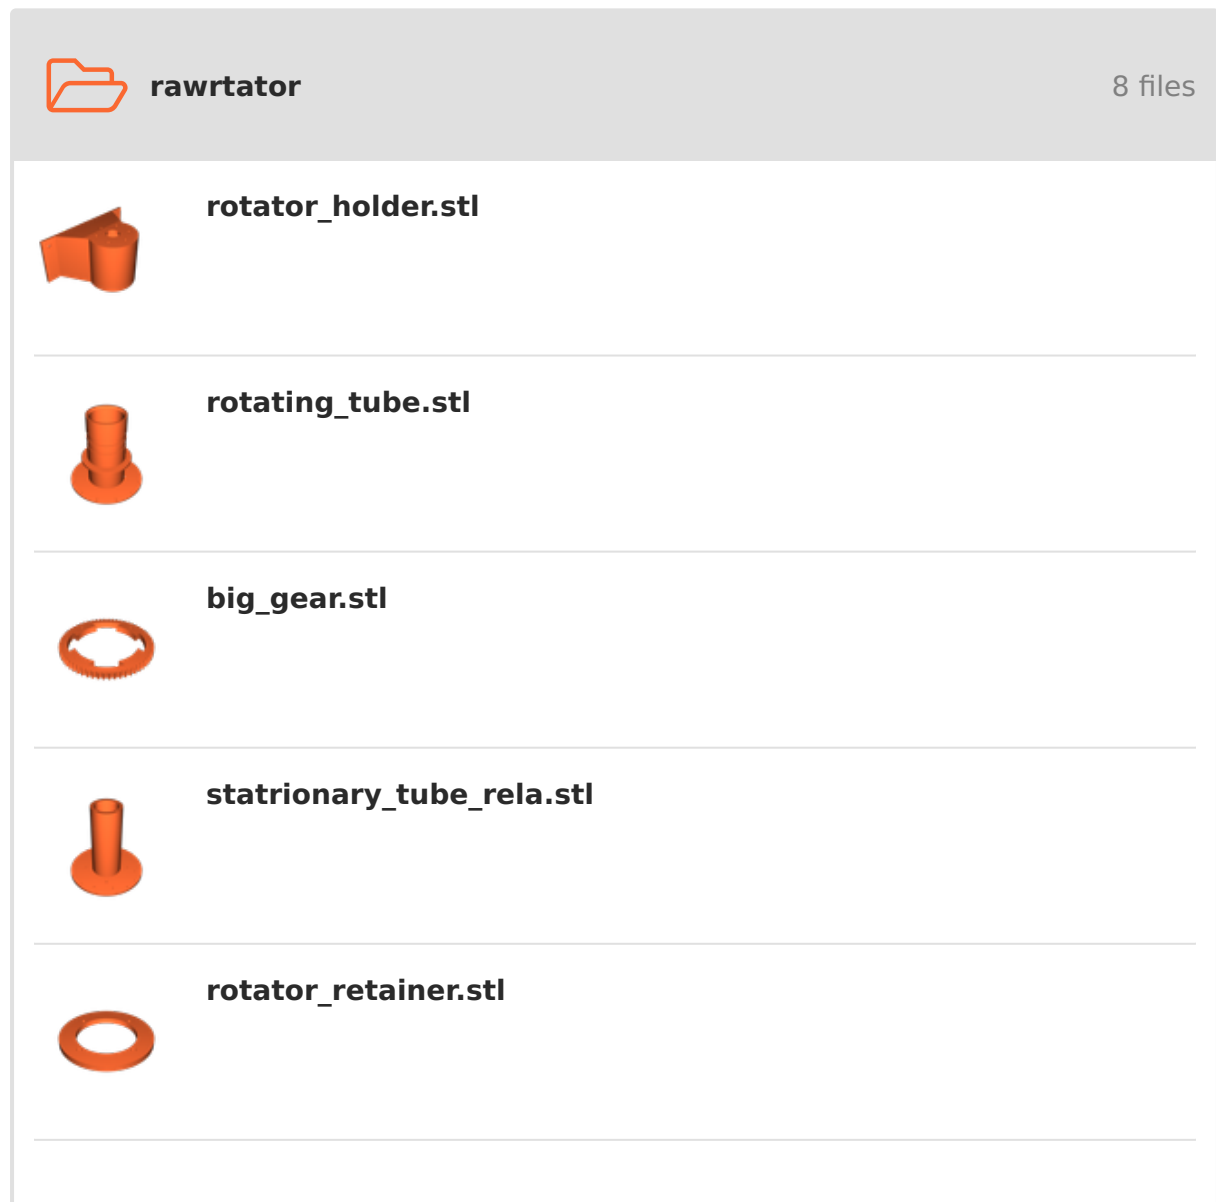 rawrtator
8 files
rotator_holder.stl
rotating_tube.stl
big_gear.stl
statrionary_tube_rela.stl
rotator_retainer.stl